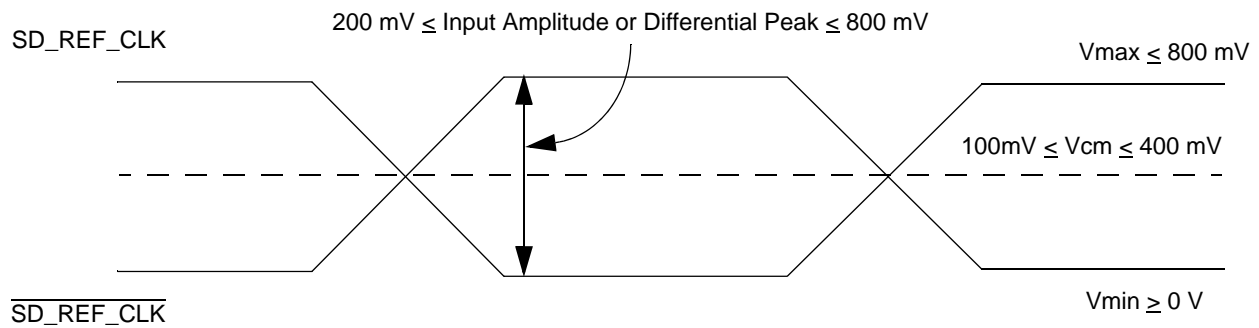 200 mV ≤ Input Amplitude or Differential Peak ≤ 800 mV
SD_REF_CLK
Vmax ≤ 800 mV
100mV ≤ Vcm ≤ 400 mV
Vmin ≥ 0 V
SD_REF_CLK